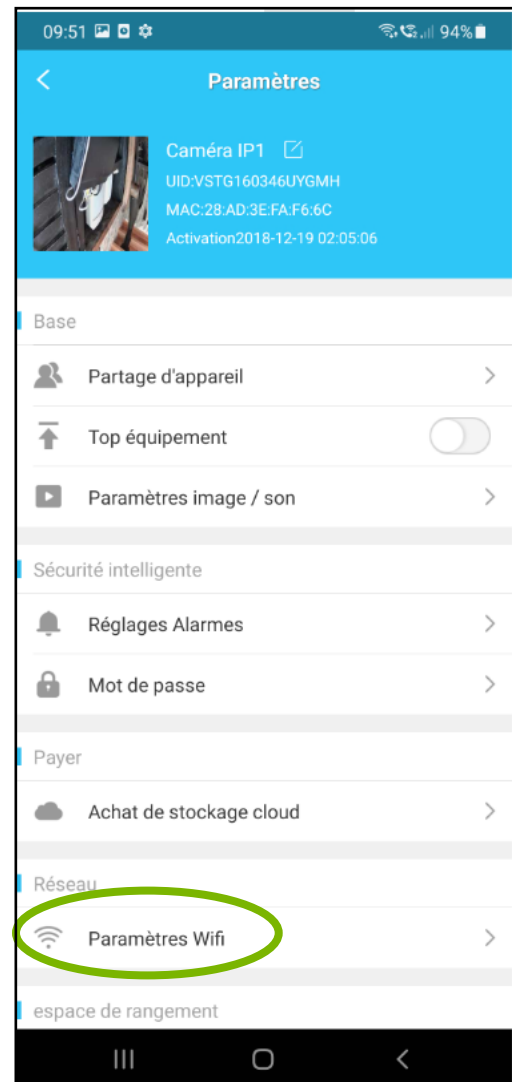 09:51 94%
Paramètres
Caméra IP1
UID:VSTG160346UYGMH
MAC:28:AD:3E:FA:F6:6C
Activation2018-12-19 02:05:06
Base
Partage d'appareil
Top équipement
Paramètres image / son
Sécurité intelligente
Réglages Alarmes
Mot de passe
Payer
Achat de stockage cloud
Réseau
Paramètres Wifi
espace de rangement